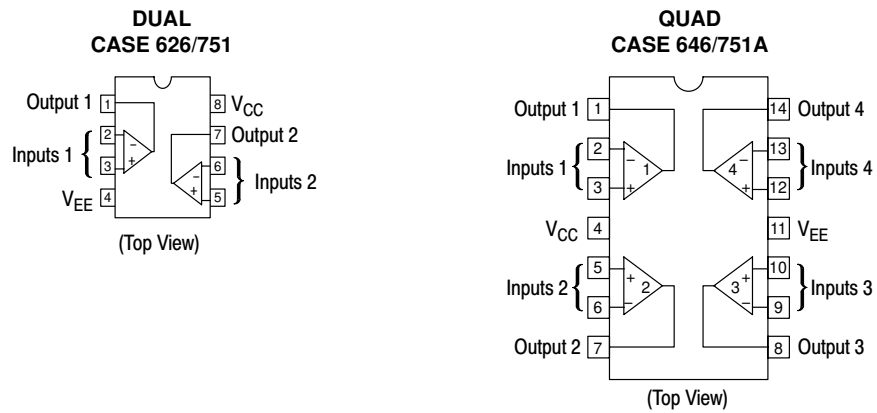 DUAL
CASE 626/751
Output 1 1
8 VCC
2
7 Output 2
Inputs 1
−
+
6
Inputs 2
3
−
+
VEE 4
5
(Top View)
QUAD
CASE 646/751A
Output 1 1
14 Output 4
2
−
−
13
Inputs 1
1
4
Inputs 4
3
+
+
12
VCC 4
11 VEE
5
+
+
10
Inputs 2
2
3
Inputs 3
6
−
−
9
Output 2 7
8 Output 3
(Top View)